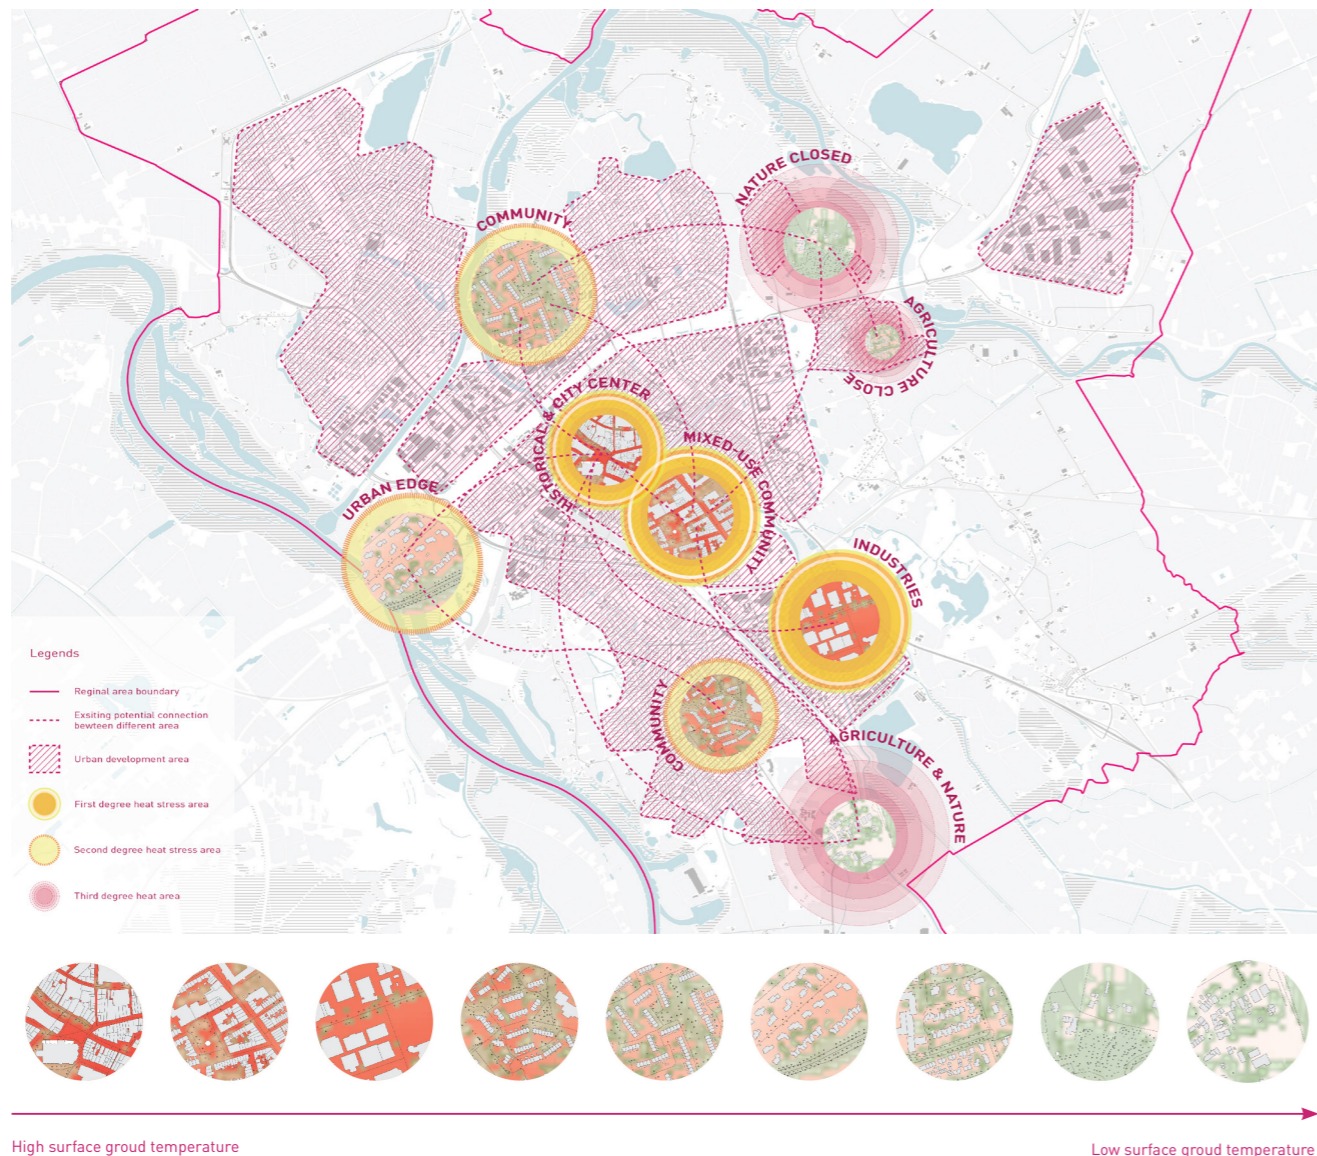 NATURE CLOSED
COMMUNITY
AGRICULTURE CLOSE
HISTORICAL & CITY CENTER
MIXED-USE COMMUNITY
URBAN EDGE
INDUSTRIES
COMMUNITY
AGRICULTURE & NATURE
Legends
Reginal area boundary
Exsiting potential connection
bewteen different area
Urban development area
First degree heat stress area
Second degree heat stress area
Third degree heat area
High surface groud temperature
Low surface groud temperature